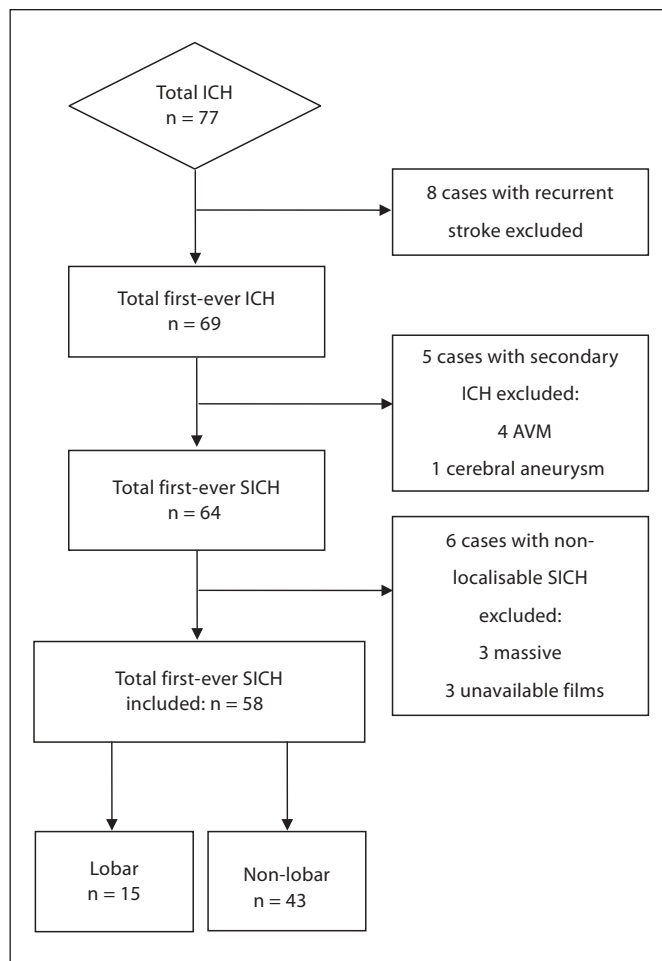 Total ICH
n = 77
8 cases with recurrent
stroke excluded
Total first-ever ICH
n = 69
5 cases with secondary
ICH excluded:
4 AVM
1 cerebral aneurysm
Total first-ever SICH
n = 64
6 cases with non-
localisable SICH
excluded:
3 massive
3 unavailable films
Total first-ever SICH
included: n = 58
Lobar
n = 15
Non-lobar
n = 43